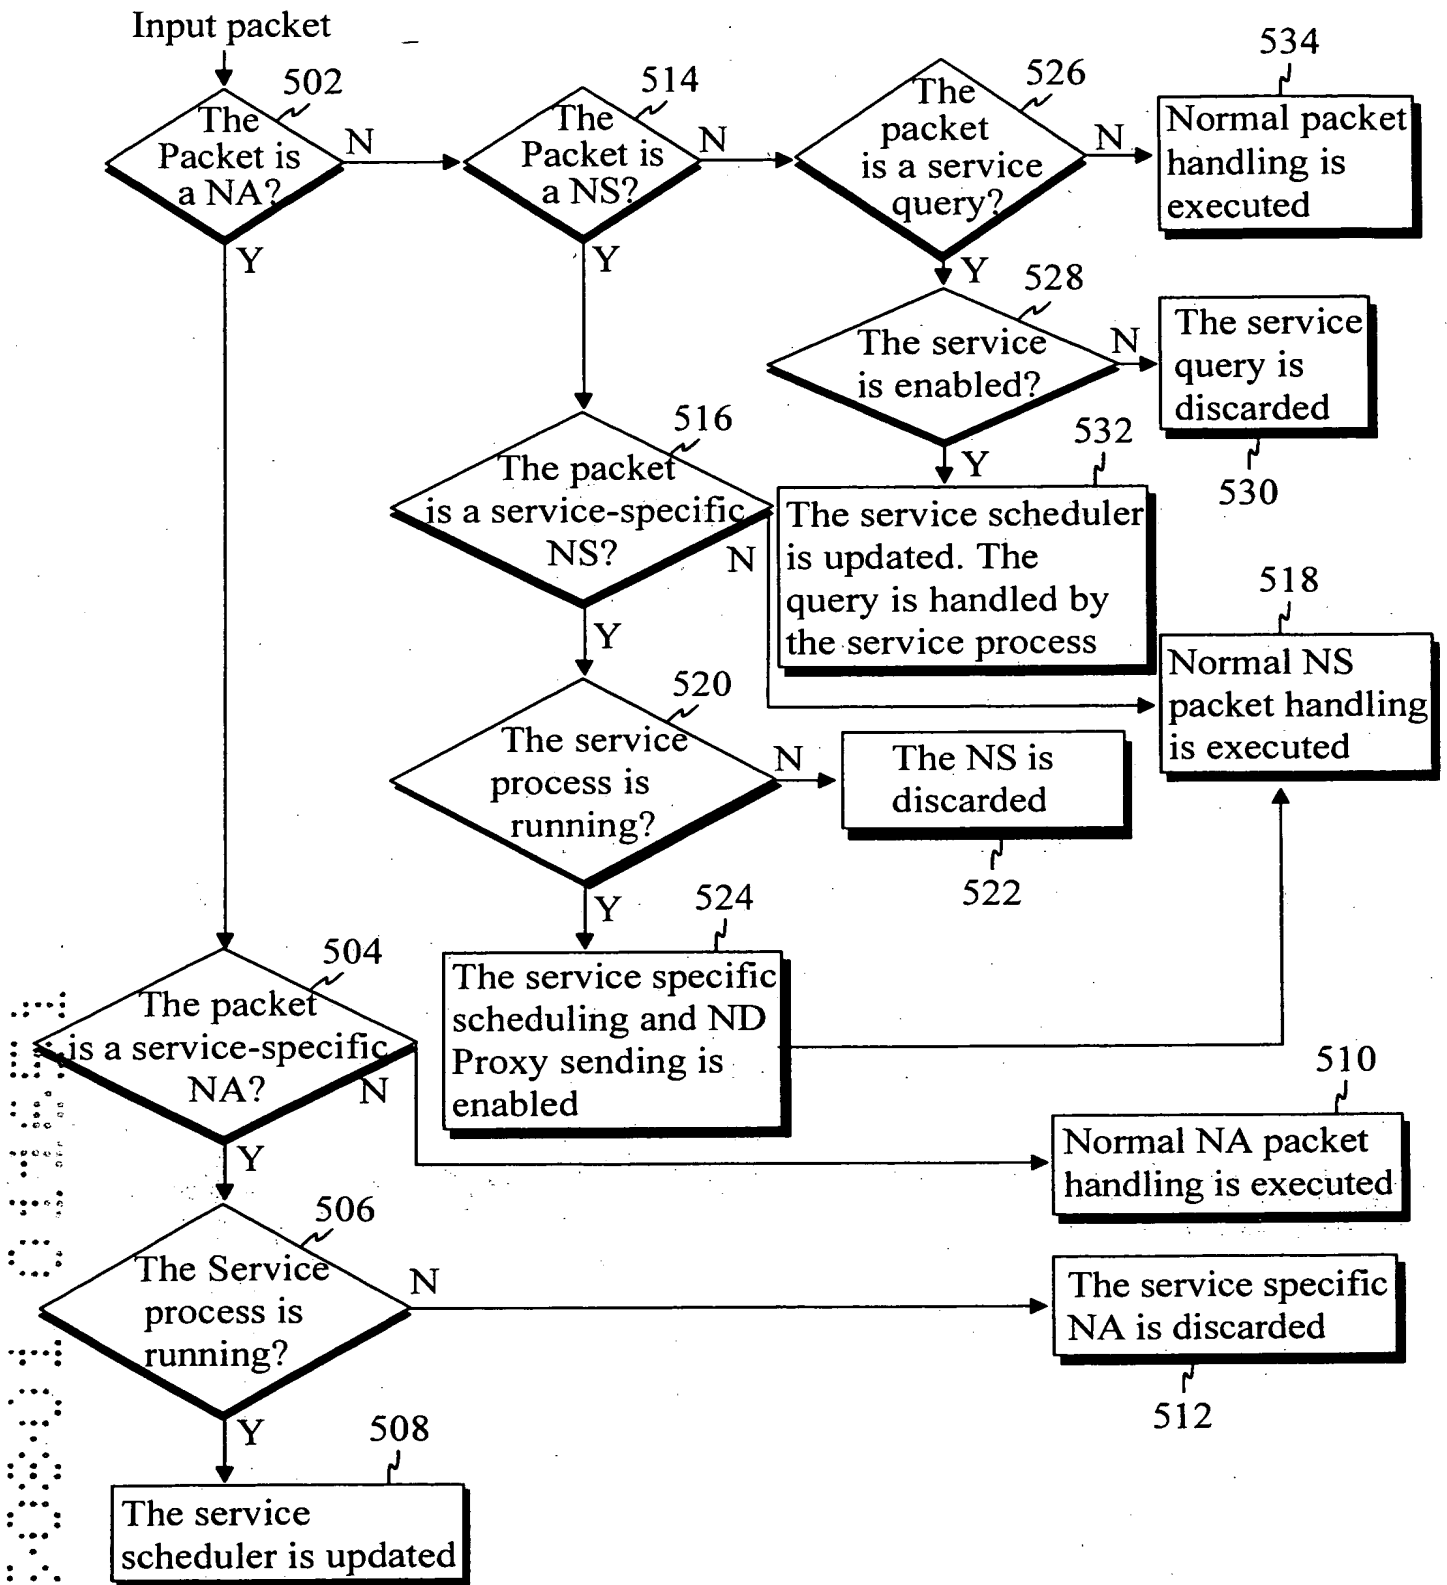 Input packet
502
The
Packet is
a NA?
N
Y
514
The
Packet is
a NS?
N
Y
526
The
packet
is a service
query?
N
Y
534
Normal packet
handling is
executed
528
The service
is enabled?
N
Y
The service
query is
discarded
530
516
The packet
is a service-specific
NS?
N
Y
532
The service scheduler
is updated. The
query is handled by
the service process
518
Normal NS
packet handling
is executed
520
The service
process is
running?
N
Y
The NS is
discarded
522
524
The service specific
scheduling and ND
Proxy sending is
enabled
504
The packet
is a service-specific
NA?
N
Y
510
Normal NA packet
handling is executed
506
The Service
process is
running?
N
Y
The service specific
NA is discarded
512
508
The service
scheduler is updated